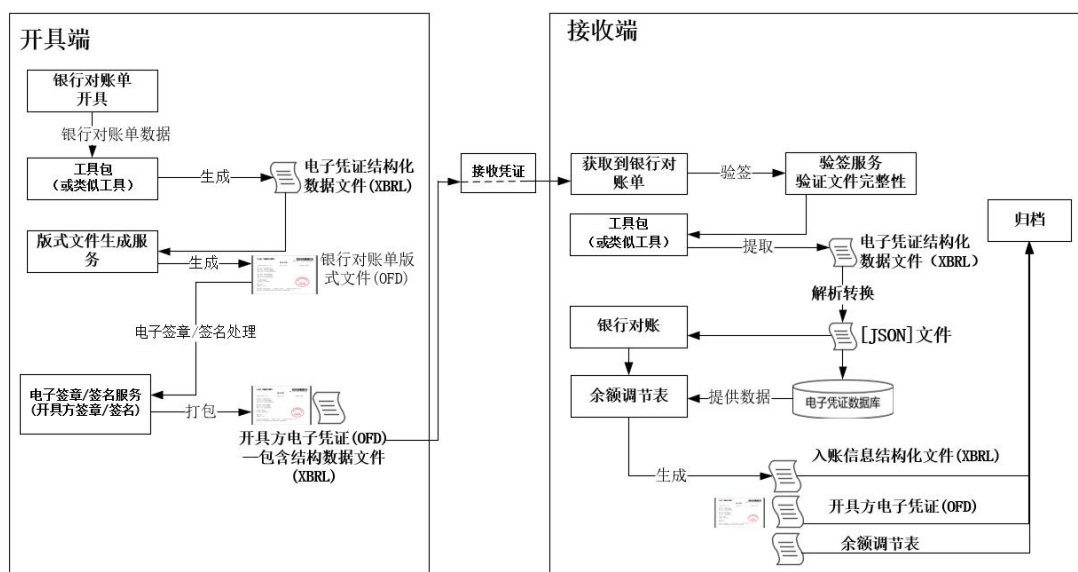 开具端
银行对账单
开具
银行对账单数据
工具包
（或类似工具）
生成
电子凭证结构化
数据文件(XBRL)
版式文件生成服
务
生成
银行对账单版
式文件(OFD)
电子签章/签名处理
电子签章/签名服务
(开具方签章/签名)
打包
开具方电子凭证(OFD)
—包含结构数据文件
(XBRL)
接收凭证
接收端
获取到银行对
账单
验签
验签服务
验证文件完整性
工具包
（或类似工具）
提取
电子凭证结构化
数据文件（XBRL）
归档
解析转换
银行对账
[JSON]文件
余额调节表
提供数据
电子凭证数据库
生成
入账信息结构化文件(XBRL)
开具方电子凭证(OFD)
余额调节表